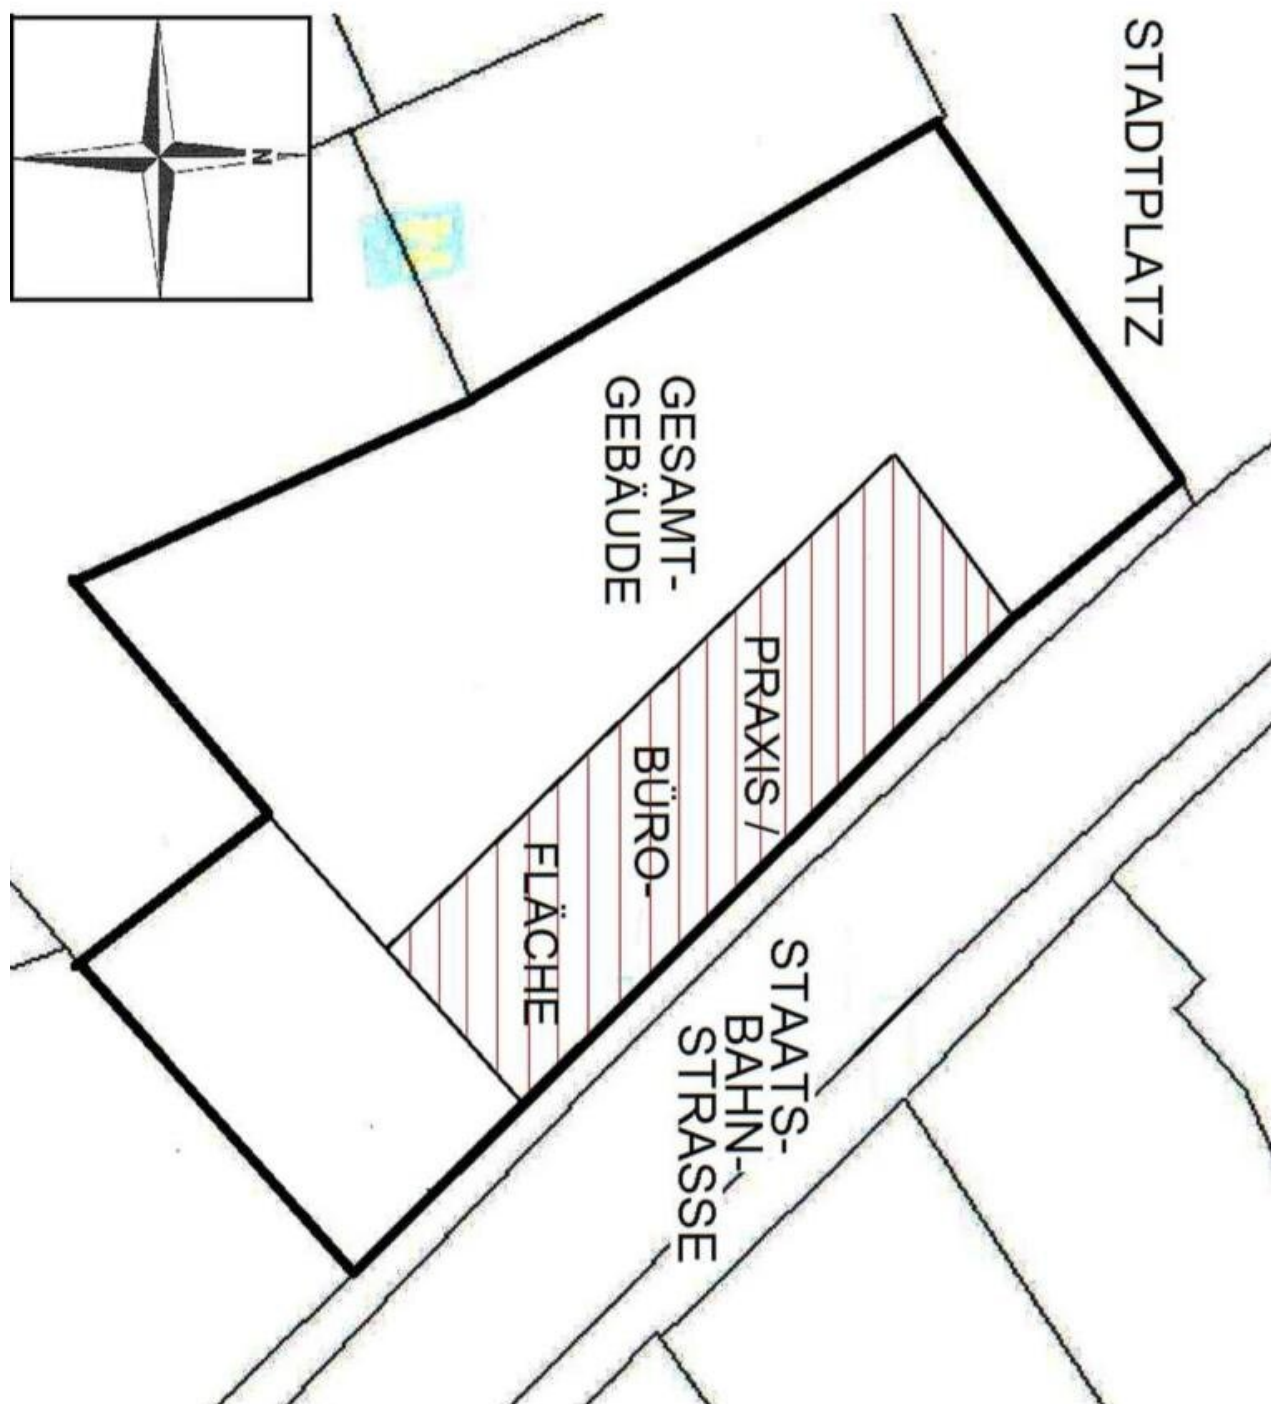 STADTPLATZ
GESAMT-
GEBÄUDE
PRAXIS /
BÜRO-
FLÄCHE
STAATS-
BAHN-
STRASSE
N